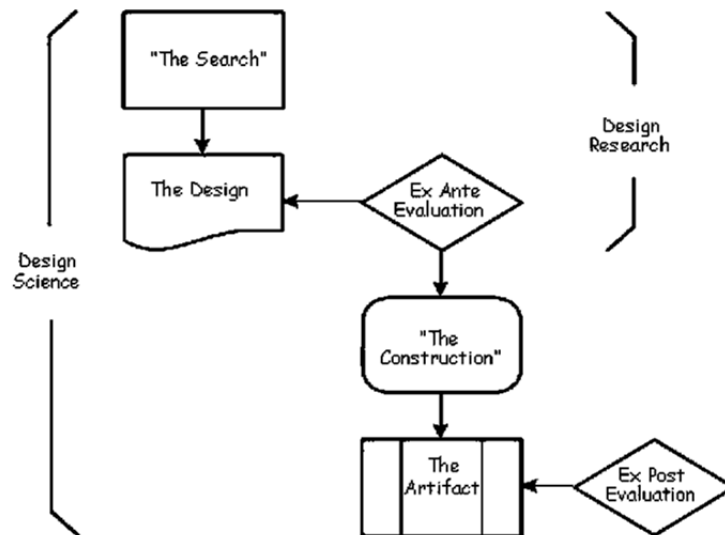 "The Search"
Design
Research
The Design
Ex Ante
Evaluation
Design
Science
"The
Construction"
The
Artifact
Ex Post
Evaluation